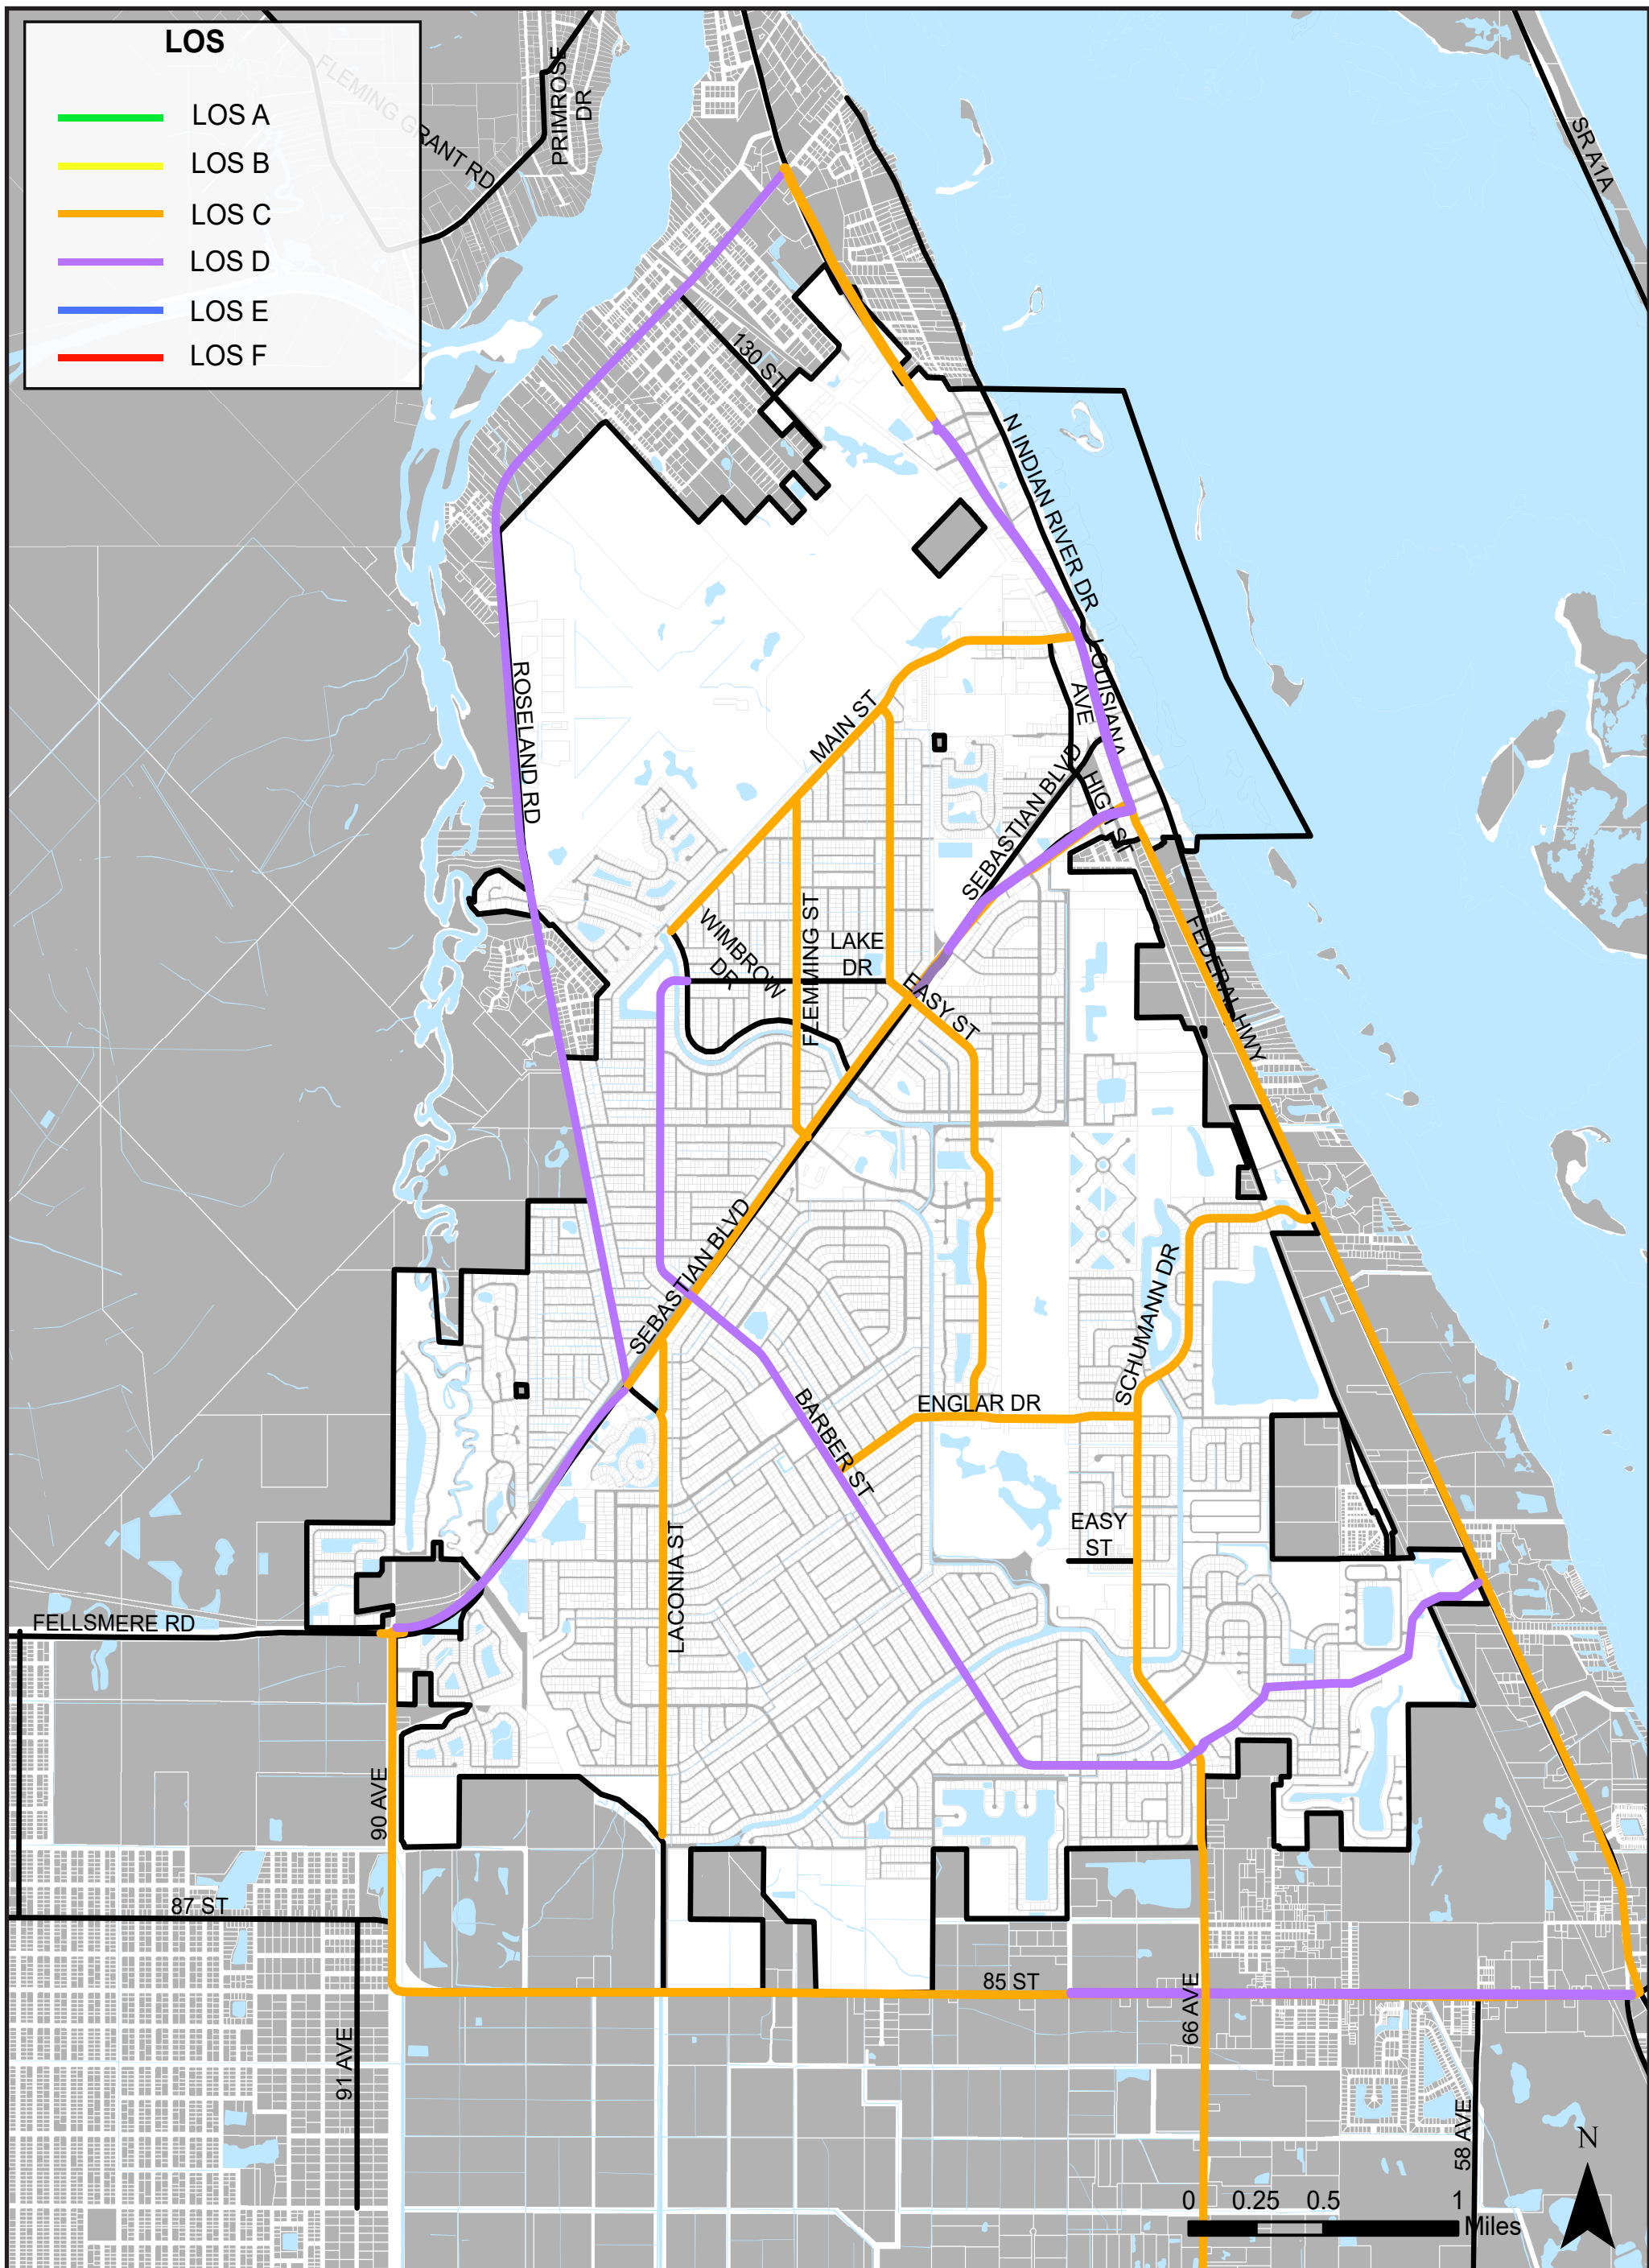 LOS
LOS A
LOS B
LOS C
LOS D
LOS E
LOS F
FLEMING GRANT RD
PRIMROSE
DR
SR A1A
130 ST
N INDIAN RIVER DR
ROSELAND RD
MAIN ST
LOUISIANA
AVE
SEBASTIAN BLVD
HIGH ST
WIMBROW
DR
FLEMMING ST
LAKE
DR
EASY ST
FEDERAL HWY
SEBASTIAN BLVD
SCHUMANN DR
BARBER ST
ENGLAR DR
EASY
ST
LACONIA ST
FELLSMERE RD
90 AVE
87 ST
85 ST
66 AVE
91 AVE
58 AVE
N
0 0.25 0.5 1
Miles